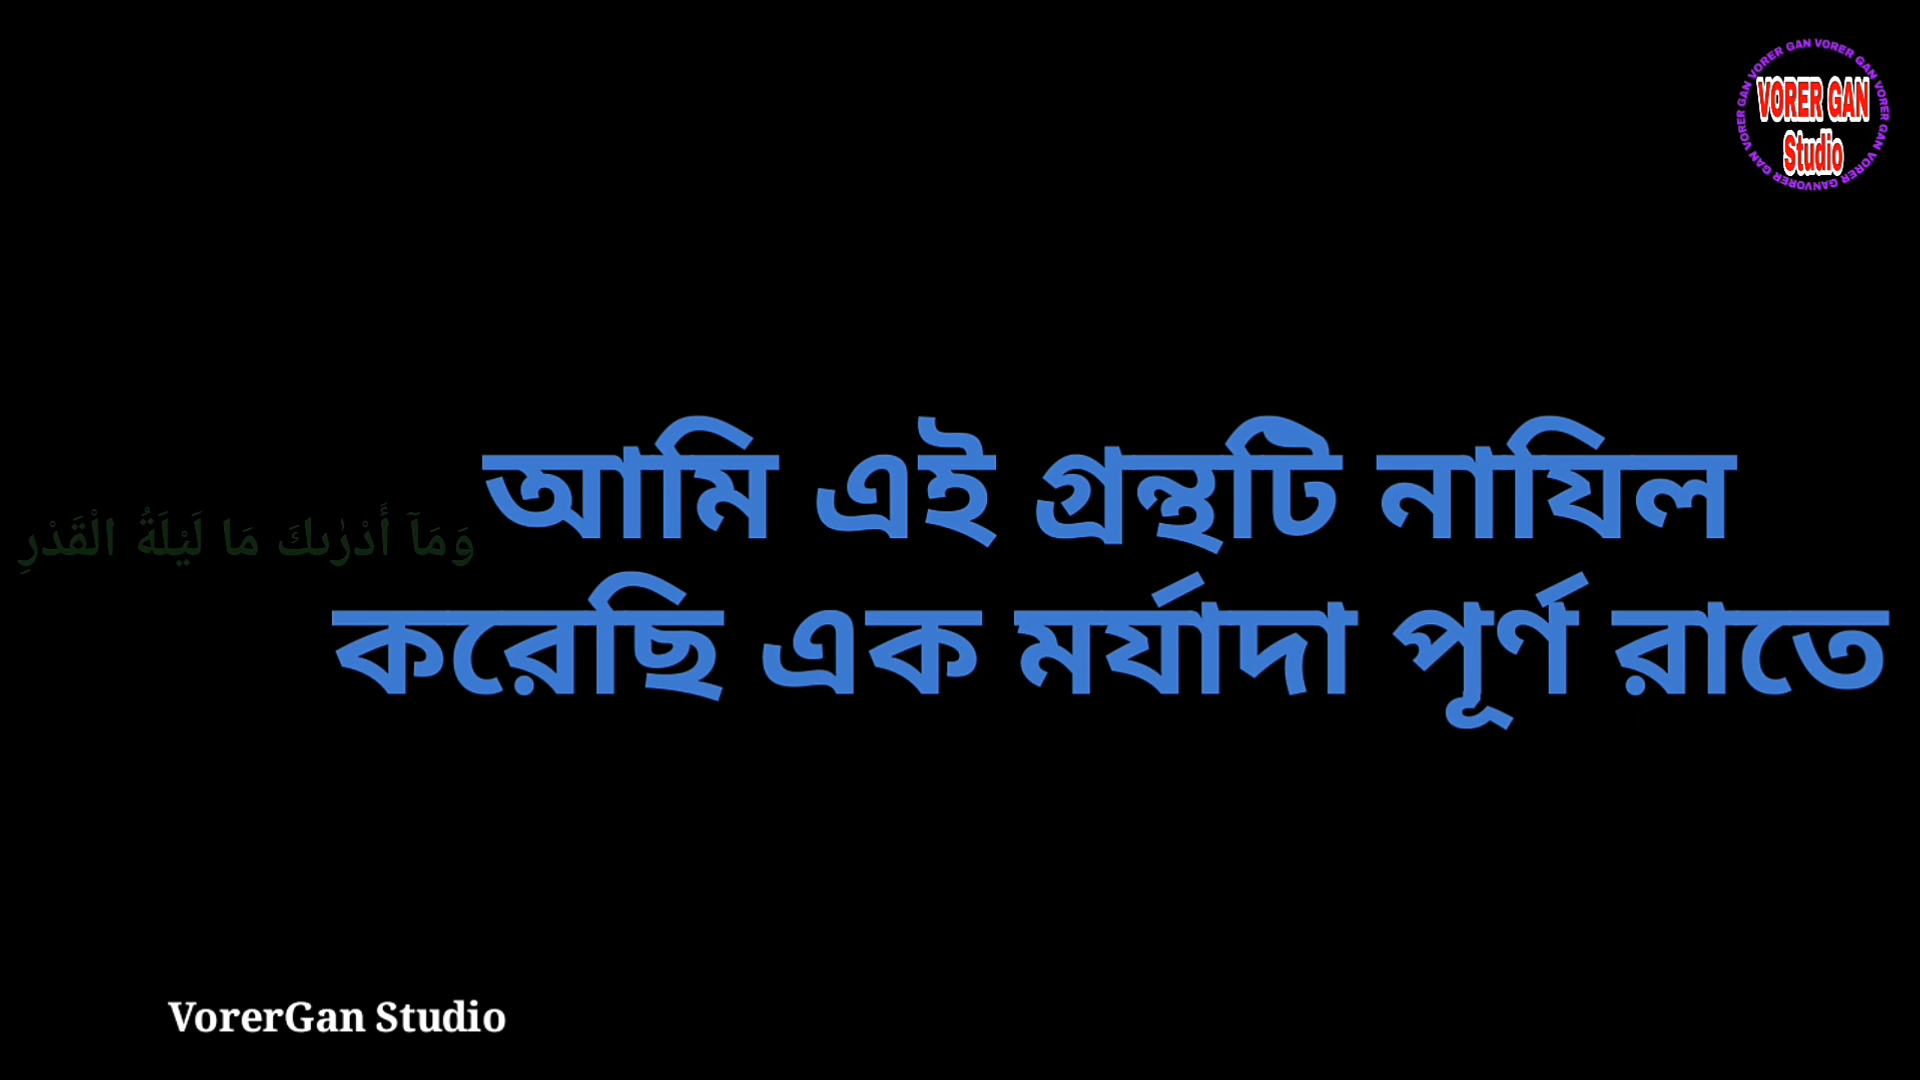 VORER GAN VORER GAN VORER GAN VORER GANVORER GAN VORER GAN
VORER GAN
Studio
আমি এই গ্রন্থটি নাযিল
وَمَآ أَدْرَىٰكَ مَا لَيْلَةُ الْقَدْرِ
করেছি এক মর্যাদা পূর্ণ রাতে
VorerGan Studio